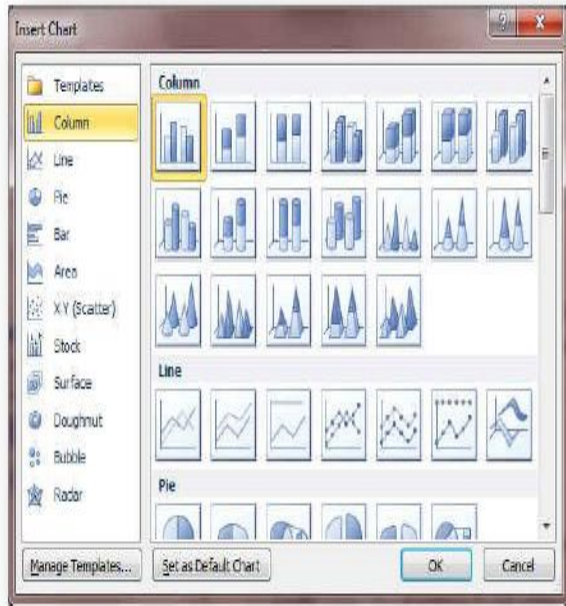 Insert Chart
Templates
Column
Line
Pie
Bar
Area
X Y (Scatter)
Stock
Surface
Doughnut
Bubble
Radar
Column
Line
Pie
Manage Templates...
Set as Default Chart
OK
Cancel